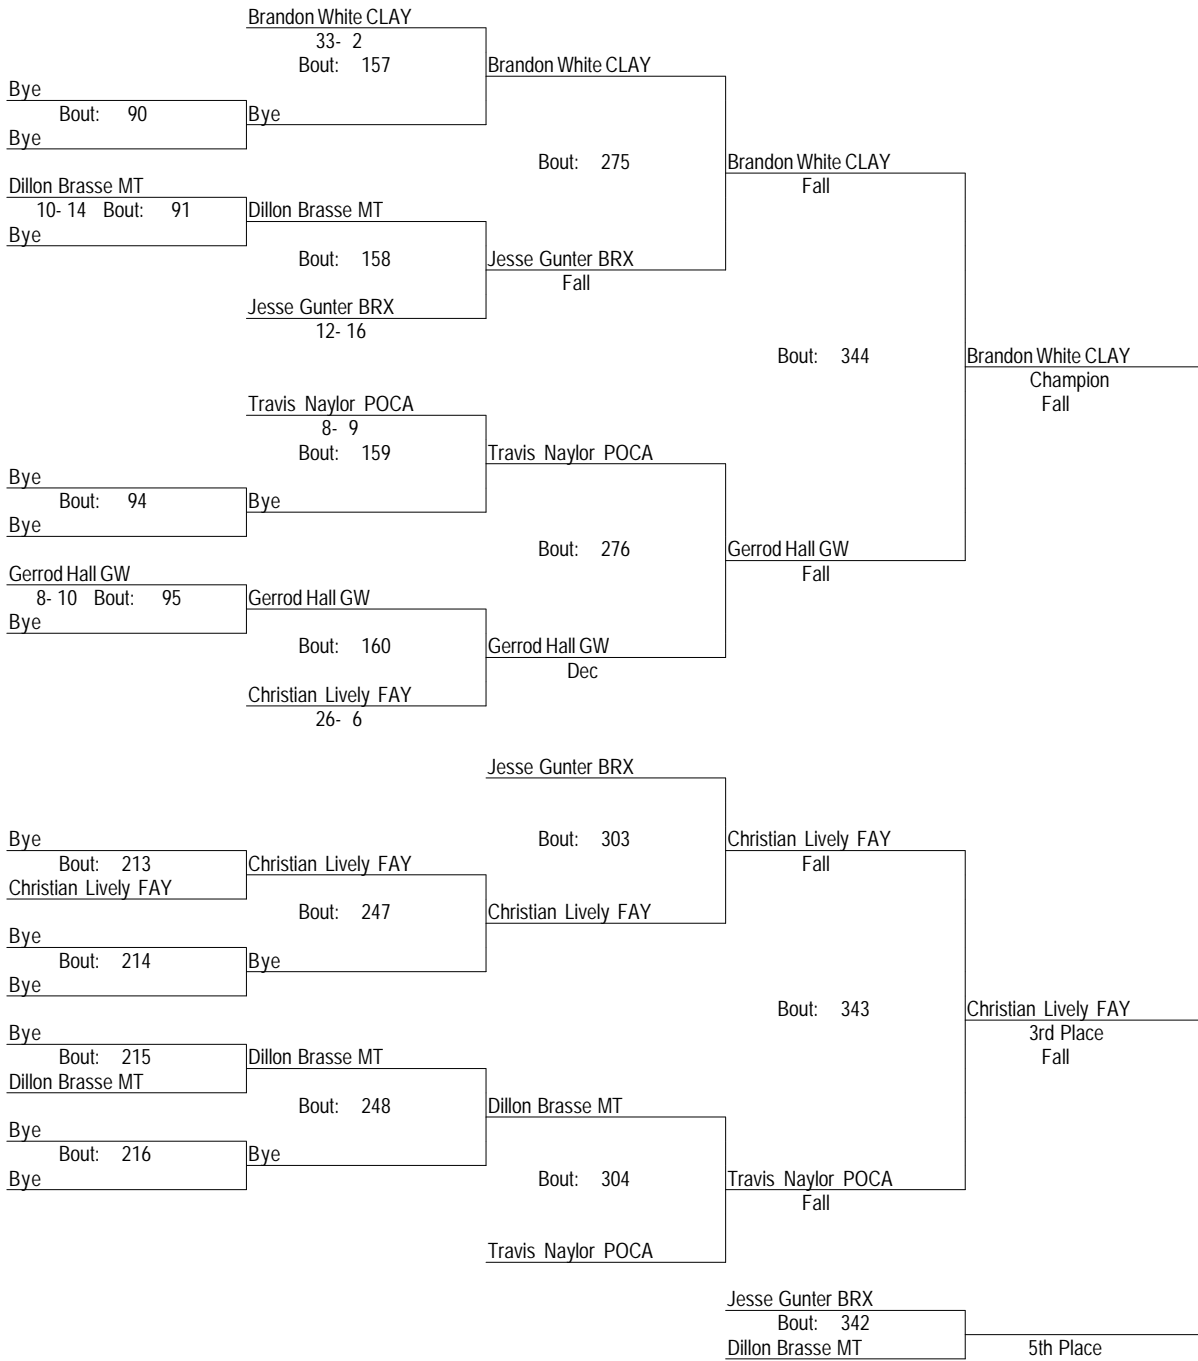 Brandon White CLAY
33- 2
Bout: 157
Brandon White CLAY
Bye
Bout: 90
Bye
Bye
Bout: 275
Brandon White CLAY
Fall
Dillon Brasse MT
10- 14 Bout: 91
Dillon Brasse MT
Bye
Bout: 158
Jesse Gunter BRX
Fall
Jesse Gunter BRX
12- 16
Bout: 344
Brandon White CLAY
Champion
Fall
Travis Naylor POCA
8- 9
Bout: 159
Travis Naylor POCA
Bye
Bout: 94
Bye
Bye
Bout: 276
Gerrod Hall GW
Fall
Gerrod Hall GW
8- 10 Bout: 95
Gerrod Hall GW
Bye
Bout: 160
Gerrod Hall GW
Dec
Christian Lively FAY
26- 6
Jesse Gunter BRX
Bye
Bout: 303
Christian Lively FAY
Fall
Bout: 213
Christian Lively FAY
Christian Lively FAY
Bout: 247
Christian Lively FAY
Bye
Bout: 214
Bye
Bye
Bout: 343
Christian Lively FAY
3rd Place
Fall
Bye
Bout: 215
Dillon Brasse MT
Dillon Brasse MT
Bout: 248
Dillon Brasse MT
Bye
Bout: 216
Bye
Bye
Bout: 304
Travis Naylor POCA
Fall
Travis Naylor POCA
Jesse Gunter BRX
Bout: 342
Dillon Brasse MT
5th Place